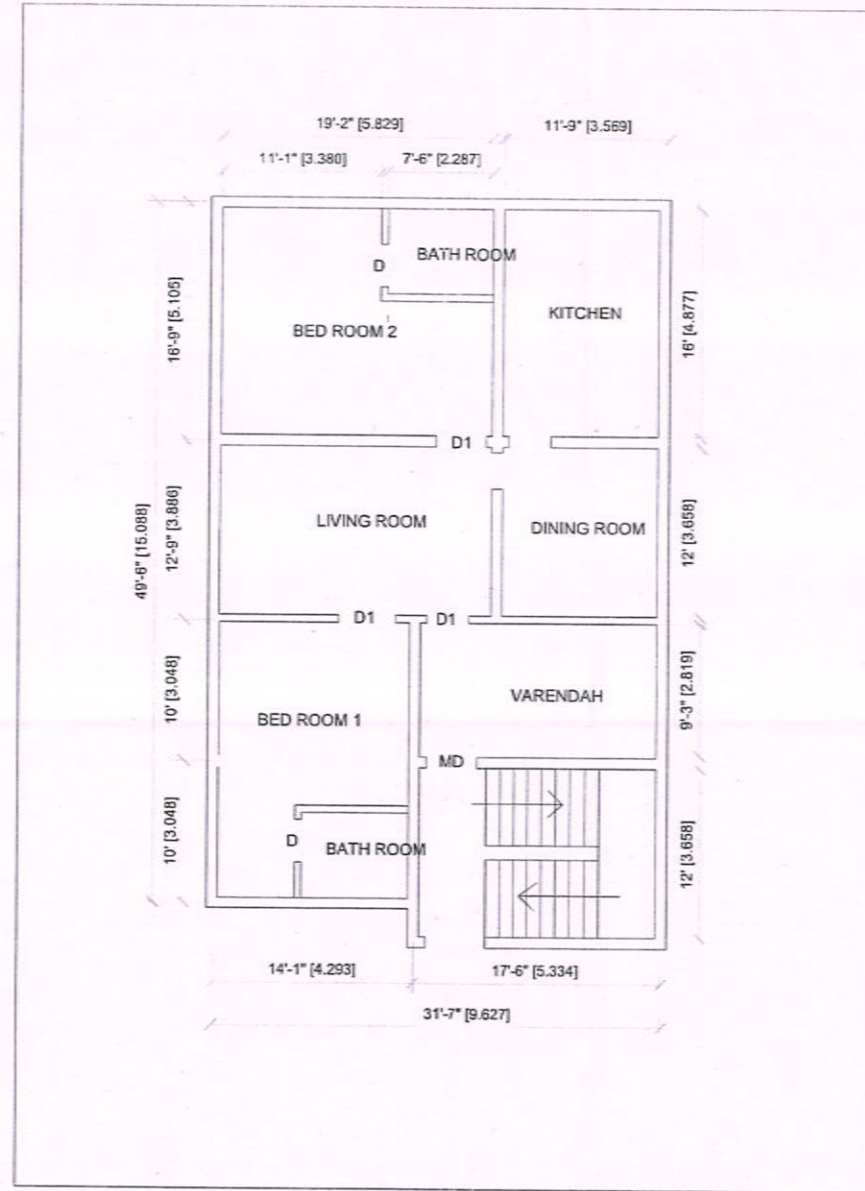 19'-2" [5.829]
11'-9" [3.569]
11'-1" [3.380]
7'-6" [2.287]
BATH ROOM
D
16'-9" [5.105]
BED ROOM 2
KITCHEN
16' [4.877]
D1
49'-6" [15.088]
12'-9" [3.886]
LIVING ROOM
DINING ROOM
12' [3.658]
D1
D1
10' [3.048]
BED ROOM 1
VARENDAH
9'-3" [2.819]
MD
10' [3.048]
D
BATH ROOM
12' [3.658]
14'-1" [4.293]
17'-6" [5.334]
31'-7" [9.627]